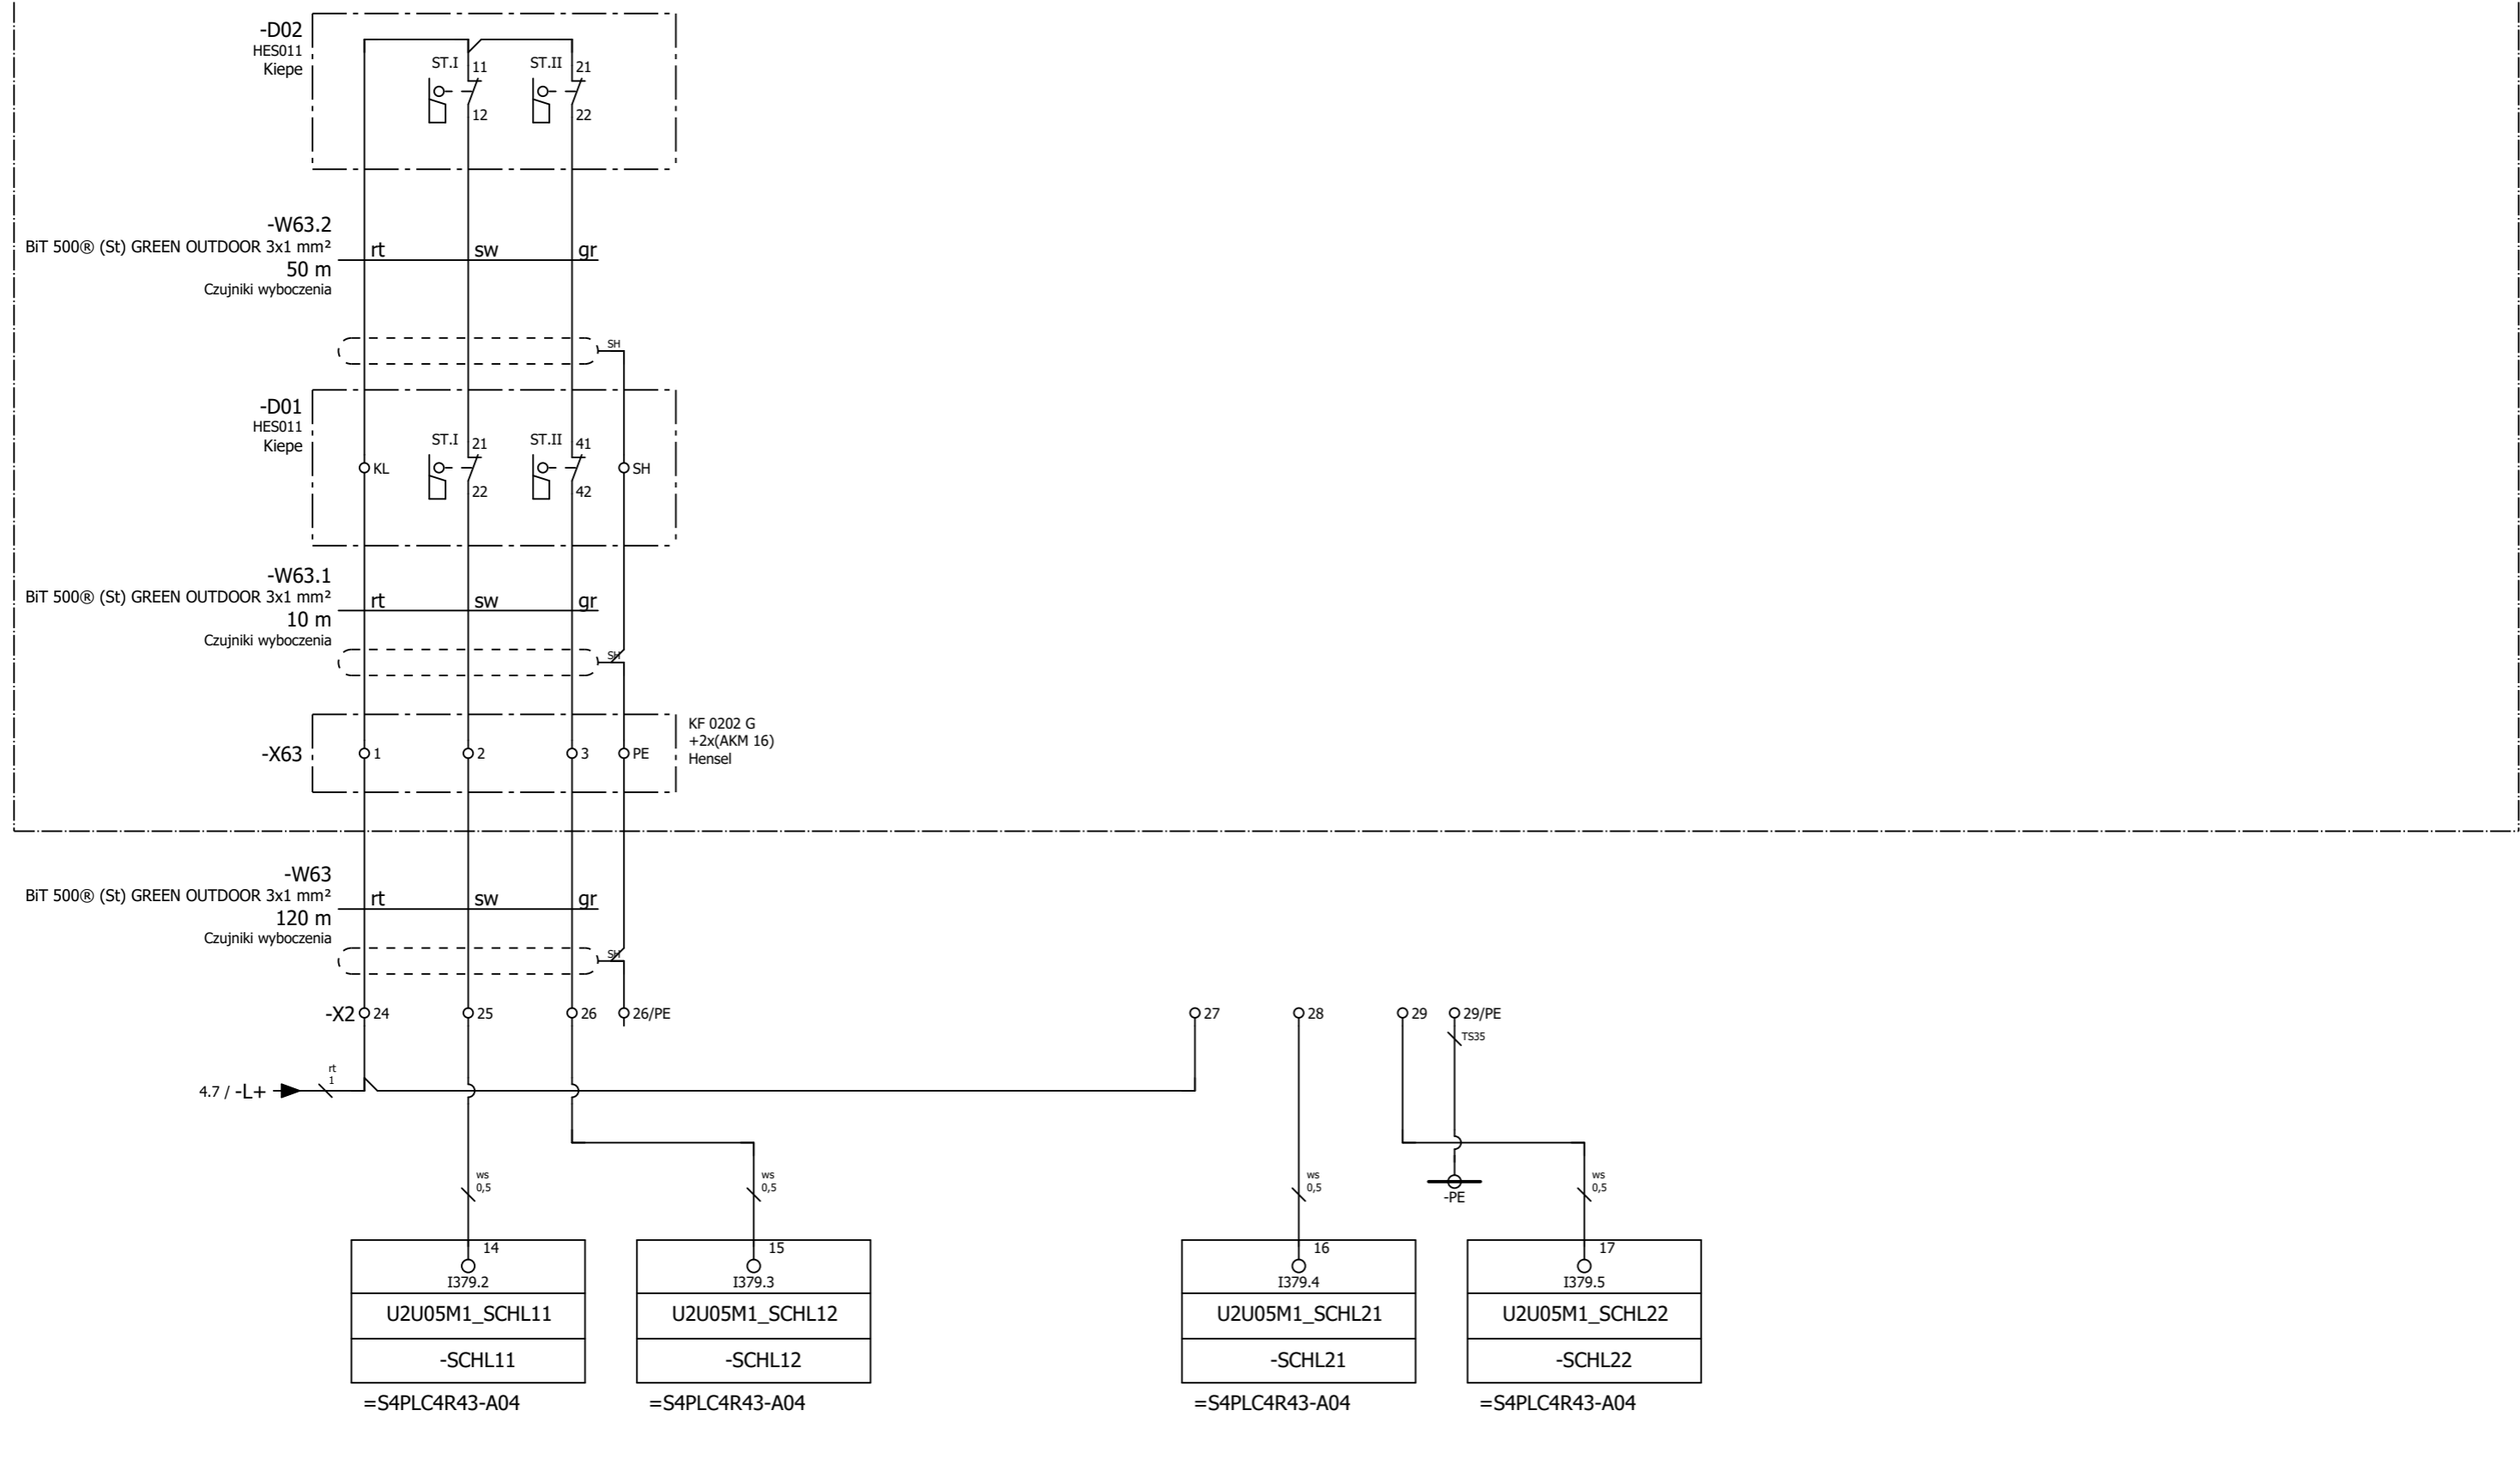 -D02
HES011
Kiepe
ST.I
11
12
ST.II
21
22
-W63.2
BiT 500® (St) GREEN OUTDOOR 3x1 mm²
50 m
Czujniki wyboczenia
rt
sw
gr
SH
-D01
HES011
Kiepe
KL
ST.I
21
22
ST.II
41
42
SH
-W63.1
BiT 500® (St) GREEN OUTDOOR 3x1 mm²
10 m
Czujniki wyboczenia
rt
sw
gr
SH
-X63
1
2
3
PE
KF 0202 G
+2x(AKM 16)
Hensel
-W63
BiT 500® (St) GREEN OUTDOOR 3x1 mm²
120 m
Czujniki wyboczenia
rt
sw
gr
SH
-X2
24
25
26
26/PE
27
28
29
29/PE
TS35
4.7 / -L+
rt
1
ws
0,5
ws
0,5
ws
0,5
-PE
ws
0,5
14
I379.2
U2U05M1_SCHL11
-SCHL11
=S4PLC4R43-A04
15
I379.3
U2U05M1_SCHL12
-SCHL12
=S4PLC4R43-A04
16
I379.4
U2U05M1_SCHL21
-SCHL21
=S4PLC4R43-A04
17
I379.5
U2U05M1_SCHL22
-SCHL22
=S4PLC4R43-A04